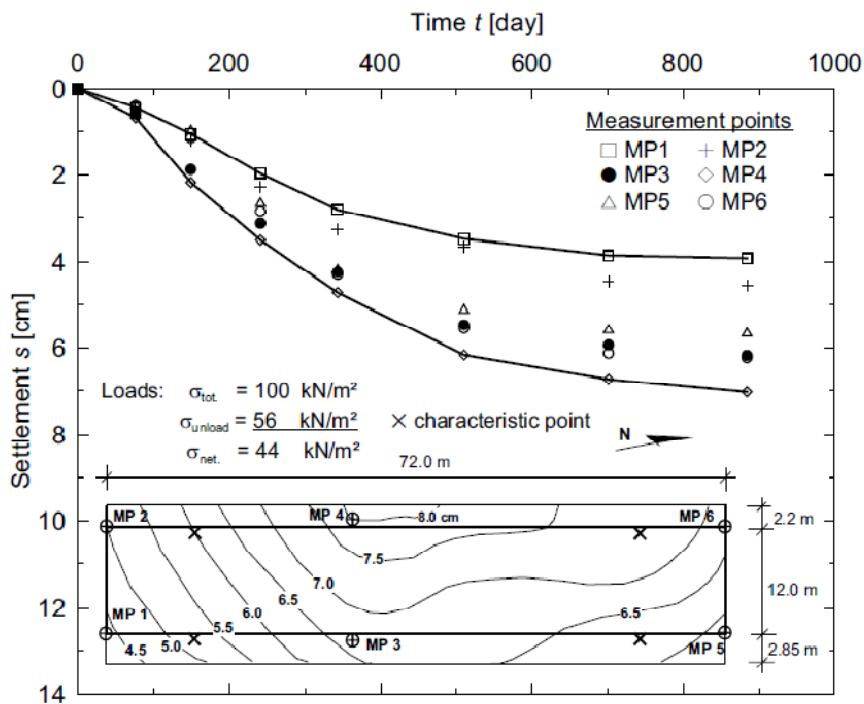 Time t [day]
0 200 400 600 800 1000
Settlement s [cm]
0
2
4
6
8
10
12
14
Measurement points
MP1 MP2
MP3 MP4
MP5 MP6
Loads: σtot. = 100 kN/m²
σunload = 56 kN/m² × characteristic point
σnet. = 44 kN/m²
N
72.0 m
MP 2 MP 4 8.0 cm MP 6
2.2 m
7.5
7.0
12.0 m
6.5
6.0 6.5
MP 1 5.5
4.5 5.0 MP 3 MP 5 2.85 m